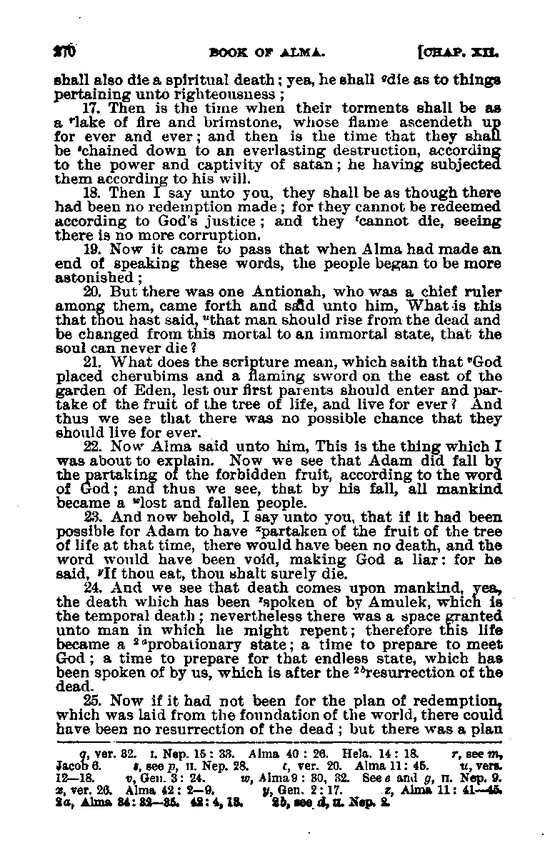 270 BOOK OF ALMA. [CHAP. XII.
shall also die a spiritual death; yea, he shall qdie as to things
pertaining unto righteousness;
17. Then is the time when their torments shall be as
a rlake of fire and brimstone, whose flame ascendeth up
for ever and ever; and then is the time that they shall
be schained down to an everlasting destruction, according
to the power and captivity of satan; he having subjected
them according to his will.
18. Then I say unto you, they shall be as though there
had been no redemption made; for they cannot be redeemed
according to God's justice; and they tcannot die, seeing
there is no more corruption.
19. Now it came to pass that when Alma had made an
end of speaking these words, the people began to be more
astonished;
20. But there was one Antionah, who was a chief ruler
among them, came forth and said unto him, What is this
that thou hast said, uthat man should rise from the dead and
be changed from this mortal to an immortal state, that the
soul can never die?
21. What does the scripture mean, which saith that vGod
placed cherubims and a flaming sword on the east of the
garden of Eden, lest our first parents should enter and par-
take of the fruit of the tree of life, and live for ever? And
thus we see that there was no possible chance that they
should live for ever.
22. Now Alma said unto him, This is the thing which I
was about to explain. Now we see that Adam did fall by
the partaking of the forbidden fruit, according to the word
of God; and thus we see, that by his fall, all mankind
became a wlost and fallen people.
23. And now behold, I say unto you, that if it had been
possible for Adam to have xpartaken of the fruit of the tree
of life at that time, there would have been no death, and the
word would have been void, making God a liar: for he
said, yIf thou eat, thou shalt surely die.
24. And we see that death comes upon mankind, yea,
the death which has been zspoken of by Amulek, which is
the temporal death; nevertheless there was a space granted
unto man in which he might repent; therefore this life
became a 2aprobationary state; a time to prepare to meet
God; a time to prepare for that endless state, which has
been spoken of by us, which is after the 2bresurrection of the
dead.
25. Now if it had not been for the plan of redemption,
which was laid from the foundation of the world, there could
have been no resurrection of the dead; but there was a plan
q, ver. 32. 1. Nep. 15: 33. Alma 40: 26. Hela. 14: 18. r, see m,
Jacob 6. s, see p, II. Nep. 28. t, ver. 20. Alma 11: 45. u, vers.
12—18. v, Gen. 3: 24. w, Alma 9: 30, 32. See e and g, II. Nep. 9.
x, ver. 26. Alma 42: 2—9. y, Gen. 2: 17. z, Alma 11: 41—45.
2a, Alma 34: 32—35. 42: 4, 13. 2b, see d, II. Nep. 2.